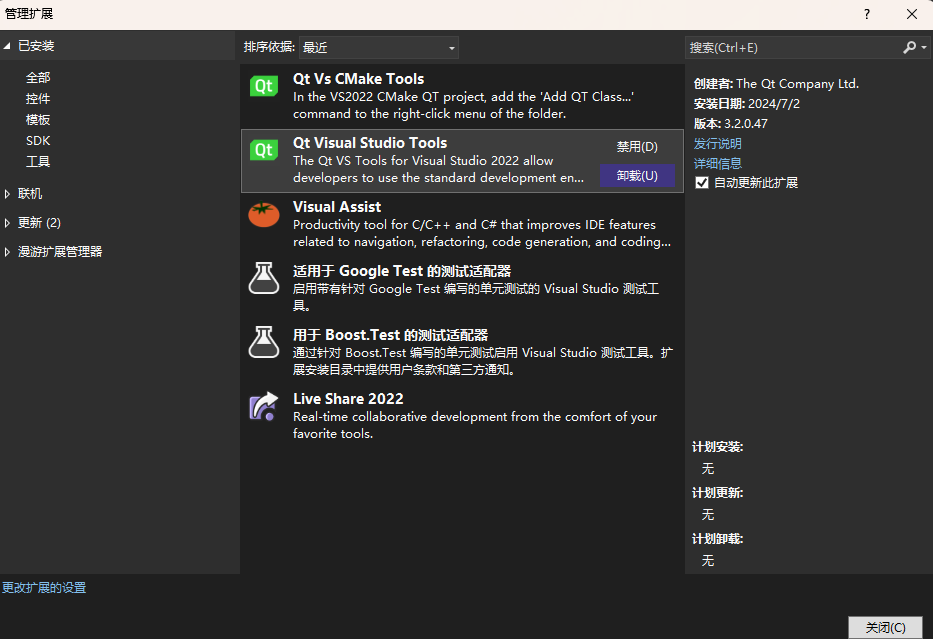 管理扩展
?
已安装
全部
控件
模板
SDK
工具
联机
更新 (2)
漫游扩展管理器
更改扩展的设置
排序依据: 最近
Qt Vs CMake Tools
In the VS2022 CMake QT project, add the 'Add QT Class...'
command to the right-click menu of the folder.
Qt Visual Studio Tools
The Qt VS Tools for Visual Studio 2022 allow
developers to use the standard development en...
禁用(D)
卸载(U)
Visual Assist
Productivity tool for C/C++ and C# that improves IDE features
related to navigation, refactoring, code generation, and coding...
适用于 Google Test 的测试适配器
启用带有针对 Google Test 编写的单元测试的 Visual Studio 测试工
具。
用于 Boost.Test 的测试适配器
通过针对 Boost.Test 编写的单元测试启用 Visual Studio 测试工具。扩
展安装目录中提供用户条款和第三方通知。
Live Share 2022
Real-time collaborative development from the comfort of your
favorite tools.
搜索(Ctrl+E)
创建者: The Qt Company Ltd.
安装日期: 2024/7/2
版本: 3.2.0.47
发行说明
详细信息
自动更新此扩展
计划安装:
无
计划更新:
无
计划卸载:
无
关闭(C)
Qt
Qt